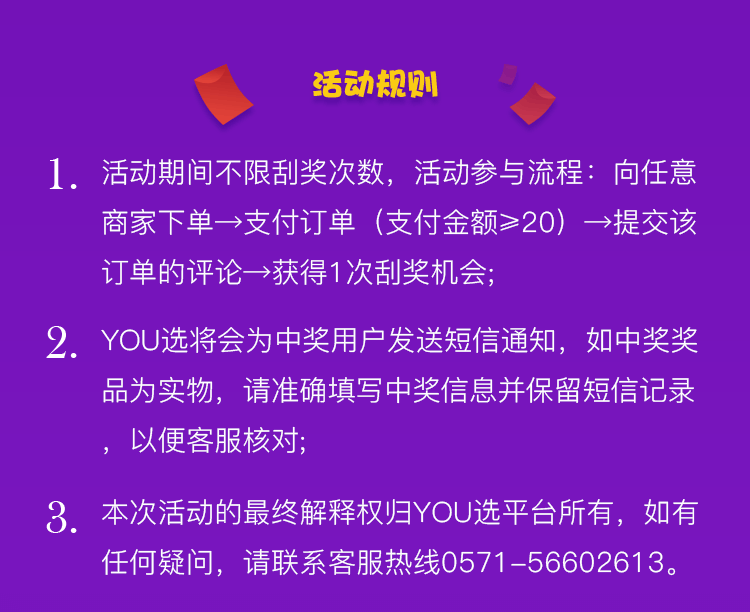 活动规则
1. 活动期间不限刮奖次数，活动参与流程：向任意
商家下单→支付订单（支付金额≥20）→提交该
订单的评论→获得1次刮奖机会;
2. YOU选将会为中奖用户发送短信通知，如中奖奖
品为实物，请准确填写中奖信息并保留短信记录
，以便客服核对;
3. 本次活动的最终解释权归YOU选平台所有，如有
任何疑问，请联系客服热线0571-56602613。